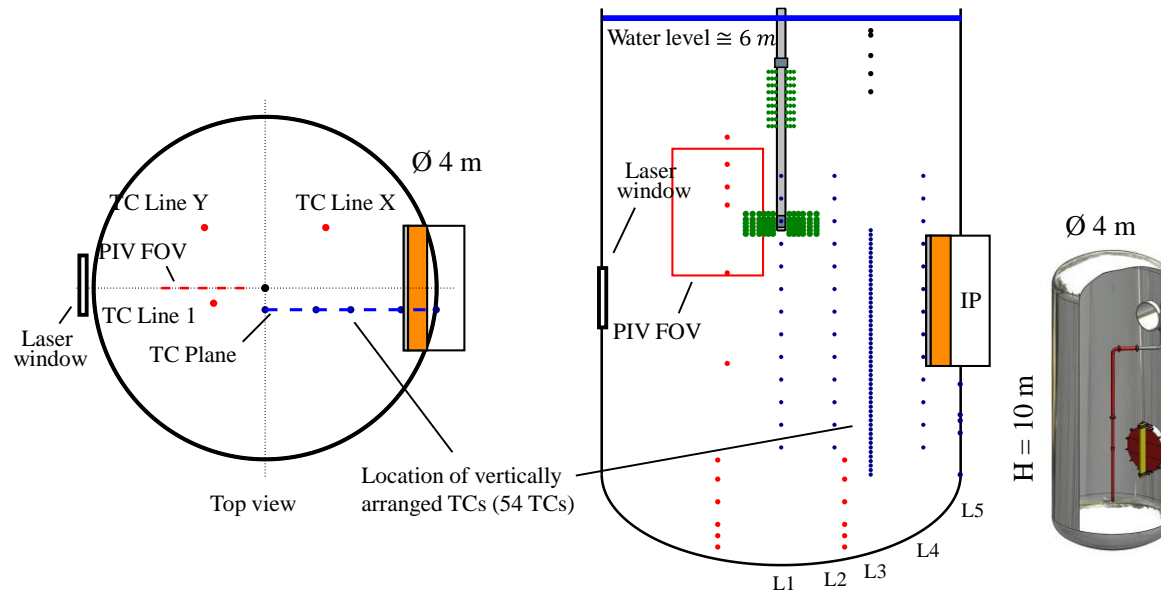 Ø 4 m
TC Line Y
TC Line X
PIV FOV
TC Line 1
Laser
window
TC Plane
Top view
Location of vertically
arranged TCs (54 TCs)
Water level ≅ 6 m
Laser
window
PIV FOV
IP
L1
L2
L3
L4
L5
Ø 4 m
H = 10 m